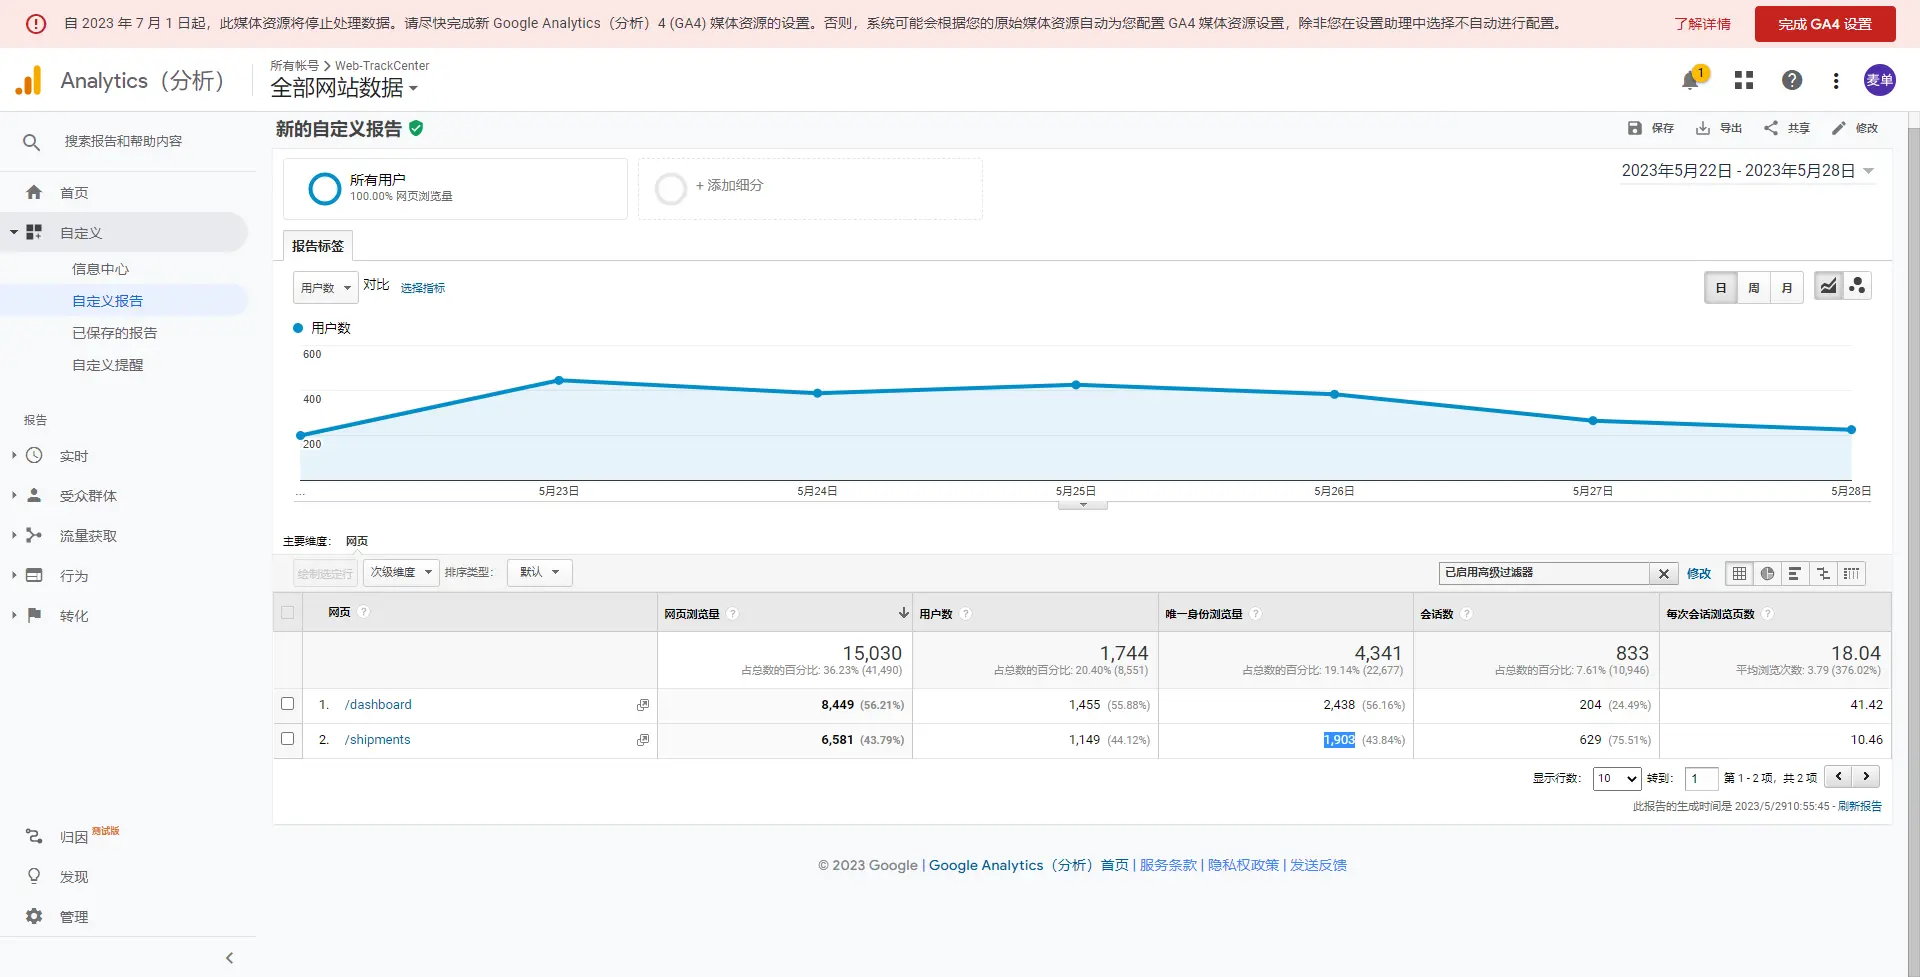 自 2023 年 7 月 1 日起，此媒体资源将停止处理数据。请尽快完成新 Google Analytics（分析）4 (GA4) 媒体资源的设置。否则，系统可能会根据您的原始媒体资源自动为您配置 GA4 媒体资源设置，除非您在设置助理中选择不自动进行配置。
了解详情
完成 GA4 设置
Analytics（分析）
所有帐号 > Web-TrackCenter
全部网站数据
1
麦单
搜索报告和帮助内容
首页
自定义
信息中心
自定义报告
已保存的报告
自定义提醒
报告
实时
受众群体
流量获取
行为
转化
归因 测试版
发现
管理
新的自定义报告
保存
导出
共享
修改
所有用户
100.00% 网页浏览量
+ 添加细分
2023年5月22日 - 2023年5月28日
报告标签
用户数
对比
选择指标
日 周 月
用户数
600
400
200
... 5月23日 5月24日 5月25日 5月26日 5月27日 5月28日
主要维度： 网页
绘制选定行 次级维度 排序类型： 默认
已启用高级过滤器
修改
网页 网页浏览量 用户数 唯一身份浏览量 会话数 每次会话浏览页数
15,030 1,744 4,341 833 18.04
占总数的百分比: 36.23% (41,490) 占总数的百分比: 20.40% (8,551) 占总数的百分比: 19.14% (22,677) 占总数的百分比: 7.61% (10,946) 平均浏览次数: 3.79 (376.02%)
1. /dashboard 8,449 (56.21%) 1,455 (55.88%) 2,438 (56.16%) 204 (24.49%) 41.42
2. /shipments 6,581 (43.79%) 1,149 (44.12%) 1,903 (43.84%) 629 (75.51%) 10.46
显示行数： 10 转到： 1 第 1 - 2 项，共 2 项
此报告的生成时间是 2023/5/2910:55:45 - 刷新报告
© 2023 Google | Google Analytics（分析）首页 | 服务条款 | 隐私权政策 | 发送反馈